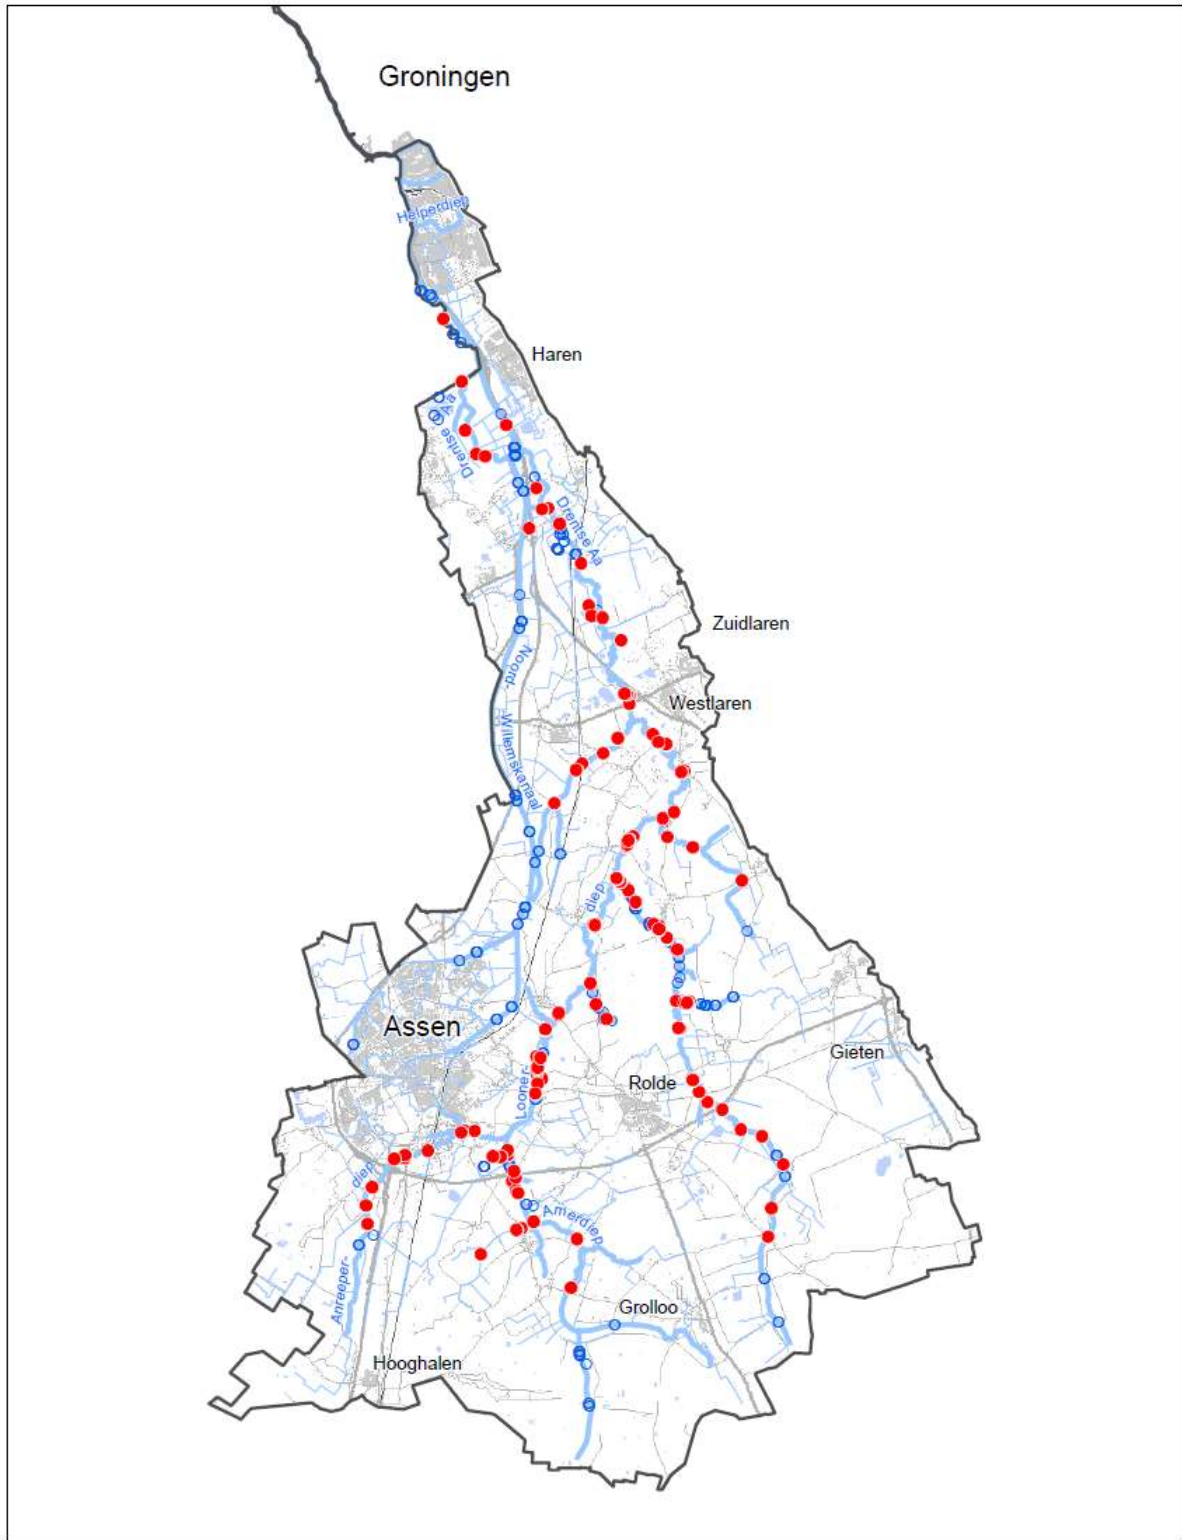 Groningen
Helperdiep
Haren
Drentse Aa
Drentse Aa
Zuidlaren
Noord-
Westlaren
Willemskanaal
diep
Assen
Gieten
Looner-
Rolde
diep
Amerdiep
Anreeper-
Grolloo
Hooghalen